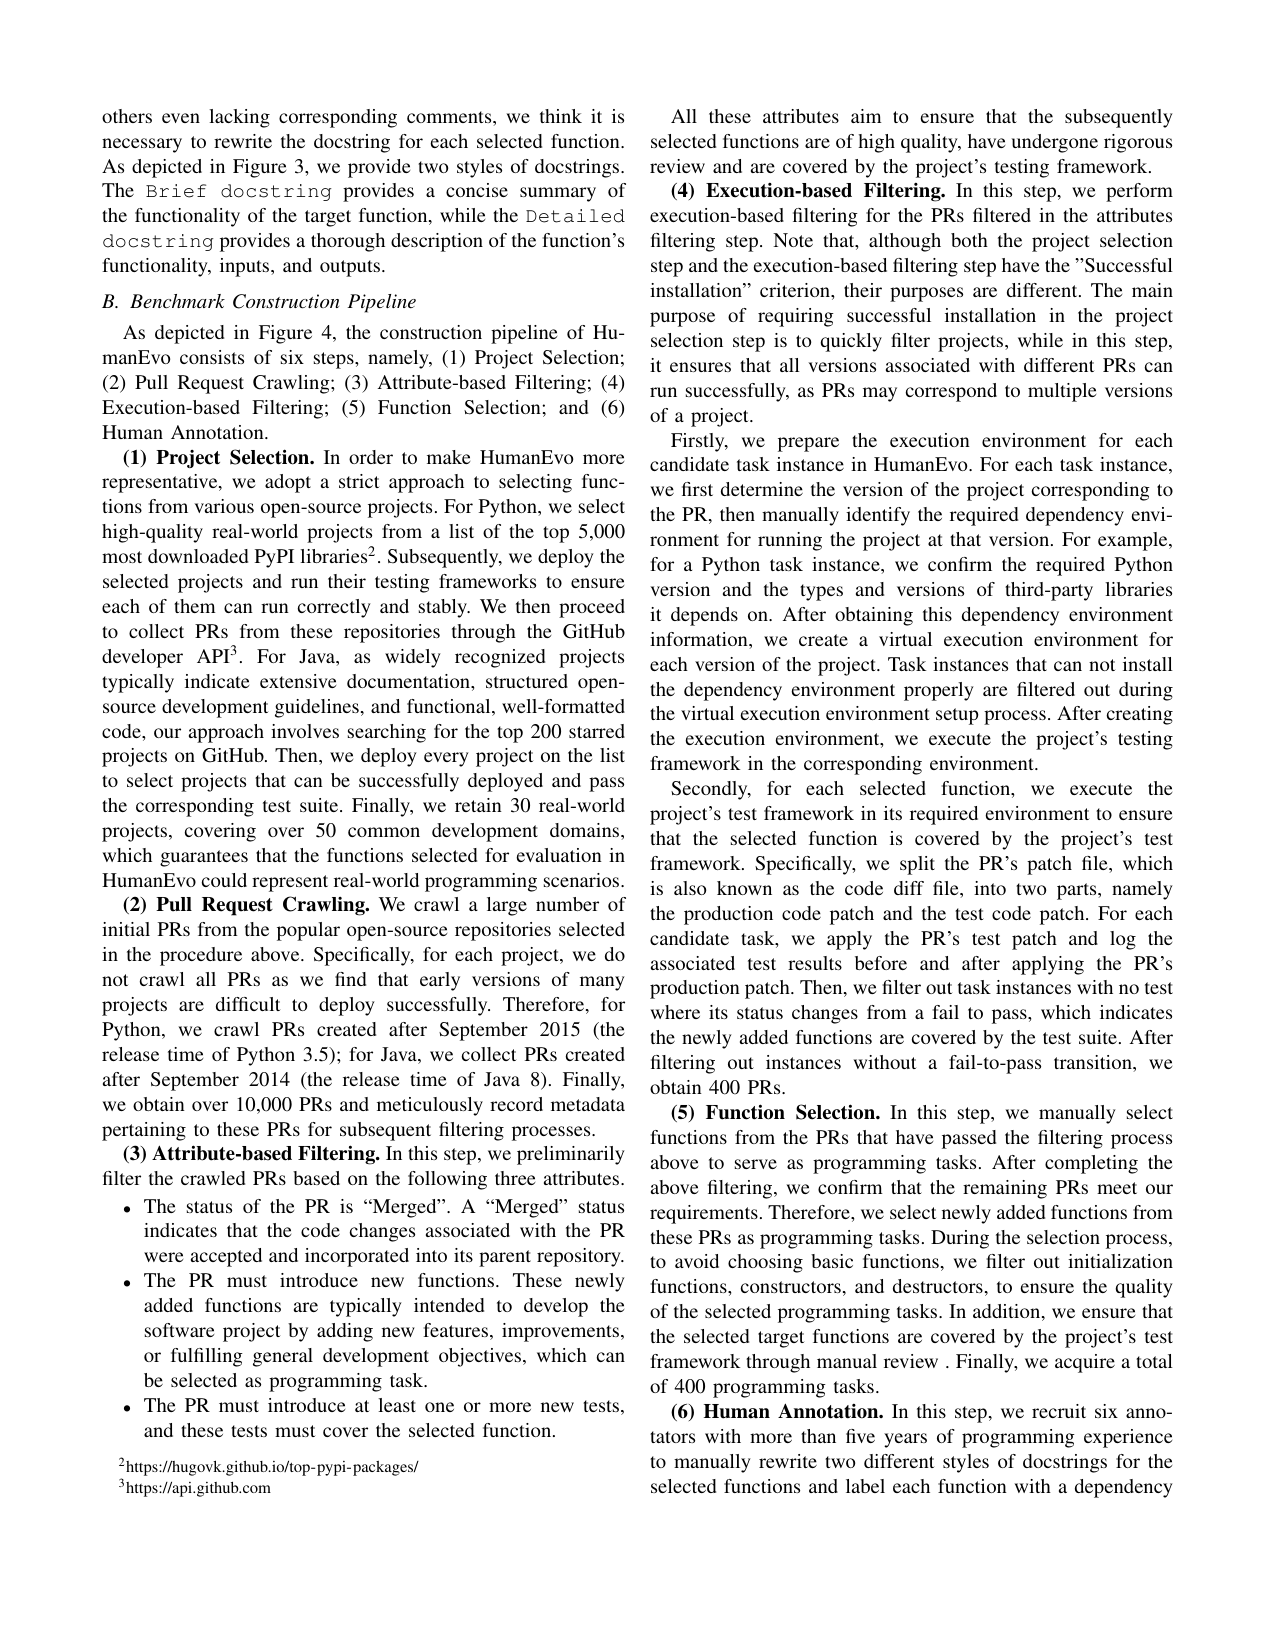 others even lacking corresponding comments, we think it is
necessary to rewrite the docstring for each selected function.
As depicted in Figure 3, we provide two styles of docstrings.
The Brief docstring provides a concise summary of
the functionality of the target function, while the Detailed
docstring provides a thorough description of the function's
functionality, inputs, and outputs.
B. Benchmark Construction Pipeline
As depicted in Figure 4, the construction pipeline of Hu-
manEvo consists of six steps, namely, (1) Project Selection;
(2) Pull Request Crawling; (3) Attribute-based Filtering; (4)
Execution-based Filtering; (5) Function Selection; and (6)
Human Annotation.
(1) Project Selection. In order to make HumanEvo more
representative, we adopt a strict approach to selecting func-
tions from various open-source projects. For Python, we select
high-quality real-world projects from a list of the top 5,000
most downloaded PyPI libraries2. Subsequently, we deploy the
selected projects and run their testing frameworks to ensure
each of them can run correctly and stably. We then proceed
to collect PRs from these repositories through the GitHub
developer API3. For Java, as widely recognized projects
typically indicate extensive documentation, structured open-
source development guidelines, and functional, well-formatted
code, our approach involves searching for the top 200 starred
projects on GitHub. Then, we deploy every project on the list
to select projects that can be successfully deployed and pass
the corresponding test suite. Finally, we retain 30 real-world
projects, covering over 50 common development domains,
which guarantees that the functions selected for evaluation in
HumanEvo could represent real-world programming scenarios.
(2) Pull Request Crawling. We crawl a large number of
initial PRs from the popular open-source repositories selected
in the procedure above. Specifically, for each project, we do
not crawl all PRs as we find that early versions of many
projects are difficult to deploy successfully. Therefore, for
Python, we crawl PRs created after September 2015 (the
release time of Python 3.5); for Java, we collect PRs created
after September 2014 (the release time of Java 8). Finally,
we obtain over 10,000 PRs and meticulously record metadata
pertaining to these PRs for subsequent filtering processes.
(3) Attribute-based Filtering. In this step, we preliminarily
filter the crawled PRs based on the following three attributes.
• The status of the PR is “Merged”. A “Merged” status
indicates that the code changes associated with the PR
were accepted and incorporated into its parent repository.
• The PR must introduce new functions. These newly
added functions are typically intended to develop the
software project by adding new features, improvements,
or fulfilling general development objectives, which can
be selected as programming task.
• The PR must introduce at least one or more new tests,
and these tests must cover the selected function.
2https://hugovk.github.io/top-pypi-packages/
3https://api.github.com
All these attributes aim to ensure that the subsequently
selected functions are of high quality, have undergone rigorous
review and are covered by the project's testing framework.
(4) Execution-based Filtering. In this step, we perform
execution-based filtering for the PRs filtered in the attributes
filtering step. Note that, although both the project selection
step and the execution-based filtering step have the ”Successful
installation” criterion, their purposes are different. The main
purpose of requiring successful installation in the project
selection step is to quickly filter projects, while in this step,
it ensures that all versions associated with different PRs can
run successfully, as PRs may correspond to multiple versions
of a project.
Firstly, we prepare the execution environment for each
candidate task instance in HumanEvo. For each task instance,
we first determine the version of the project corresponding to
the PR, then manually identify the required dependency envi-
ronment for running the project at that version. For example,
for a Python task instance, we confirm the required Python
version and the types and versions of third-party libraries
it depends on. After obtaining this dependency environment
information, we create a virtual execution environment for
each version of the project. Task instances that can not install
the dependency environment properly are filtered out during
the virtual execution environment setup process. After creating
the execution environment, we execute the project's testing
framework in the corresponding environment.
Secondly, for each selected function, we execute the
project's test framework in its required environment to ensure
that the selected function is covered by the project's test
framework. Specifically, we split the PR's patch file, which
is also known as the code diff file, into two parts, namely
the production code patch and the test code patch. For each
candidate task, we apply the PR's test patch and log the
associated test results before and after applying the PR's
production patch. Then, we filter out task instances with no test
where its status changes from a fail to pass, which indicates
the newly added functions are covered by the test suite. After
filtering out instances without a fail-to-pass transition, we
obtain 400 PRs.
(5) Function Selection. In this step, we manually select
functions from the PRs that have passed the filtering process
above to serve as programming tasks. After completing the
above filtering, we confirm that the remaining PRs meet our
requirements. Therefore, we select newly added functions from
these PRs as programming tasks. During the selection process,
to avoid choosing basic functions, we filter out initialization
functions, constructors, and destructors, to ensure the quality
of the selected programming tasks. In addition, we ensure that
the selected target functions are covered by the project's test
framework through manual review . Finally, we acquire a total
of 400 programming tasks.
(6) Human Annotation. In this step, we recruit six anno-
tators with more than five years of programming experience
to manually rewrite two different styles of docstrings for the
selected functions and label each function with a dependency